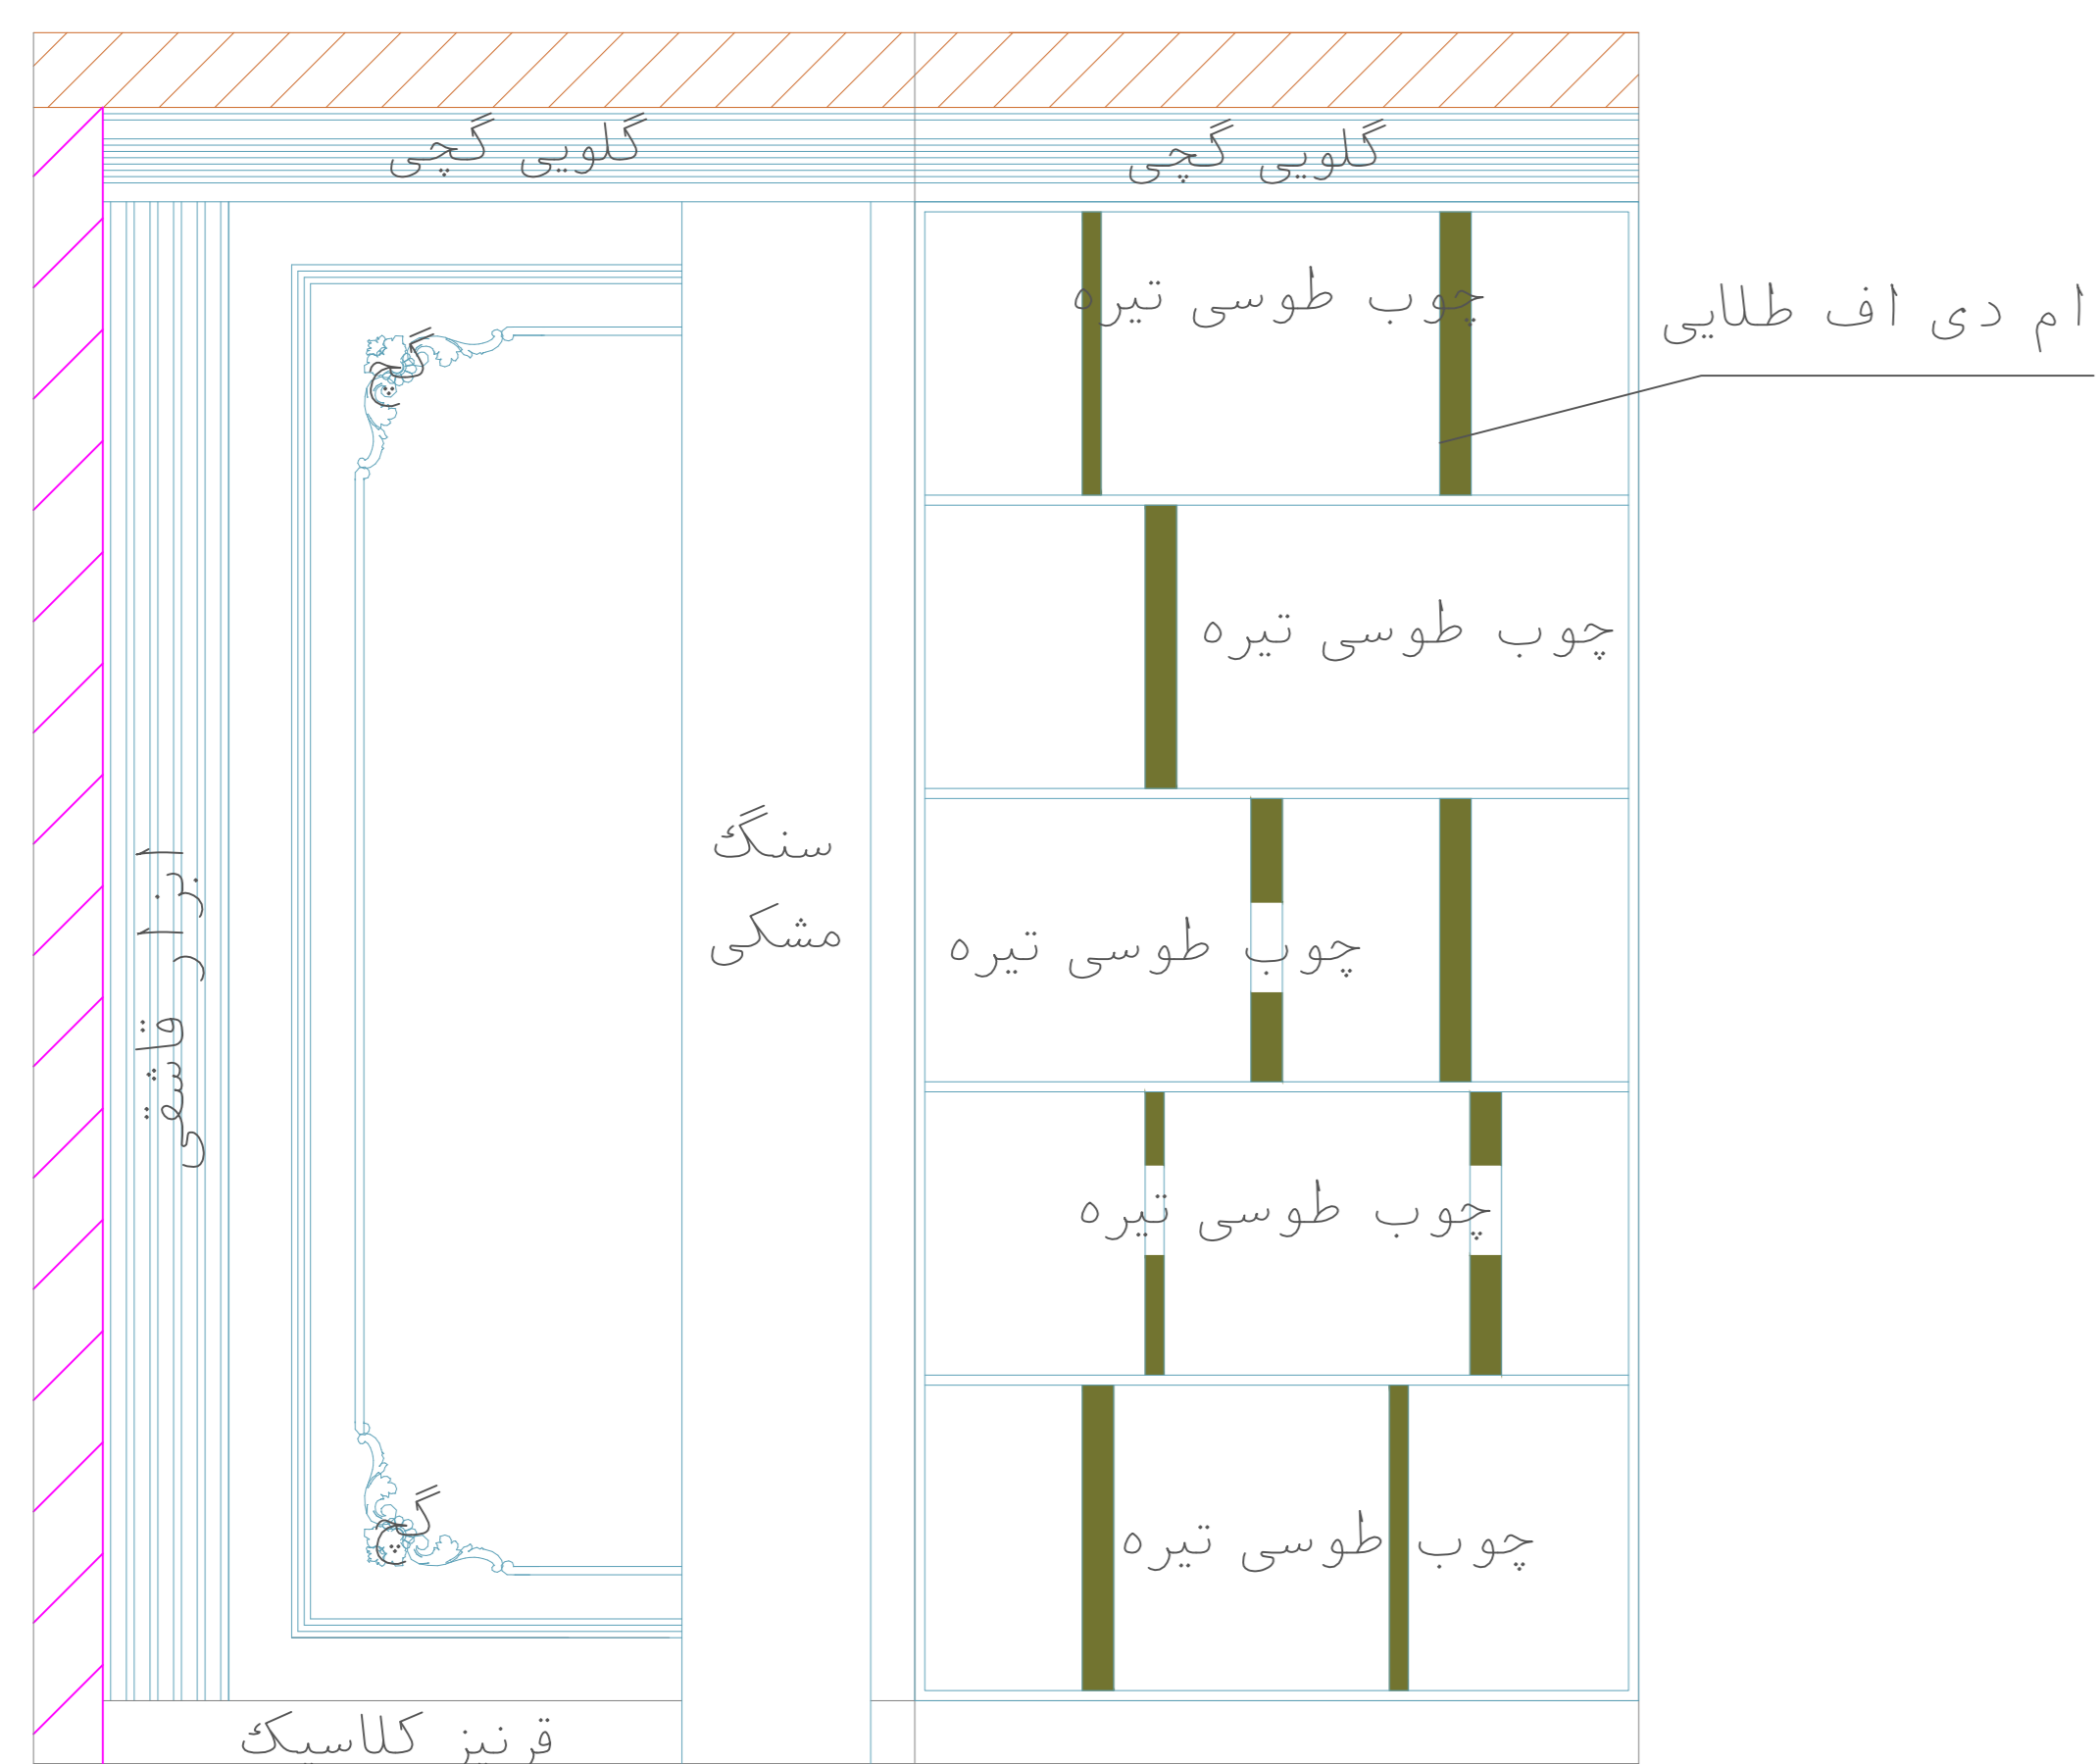 گلویی گچی
گلویی گچی
چوب طوسی تیره
ام دی اف طلایی
گچ
چوب طوسی تیره
سنگ
مشکی
چوب طوسی تیره
ابزار قاشقی
چوب طوسی تیره
چوب طوسی تیره
گچ
قرنیز کلاسیک